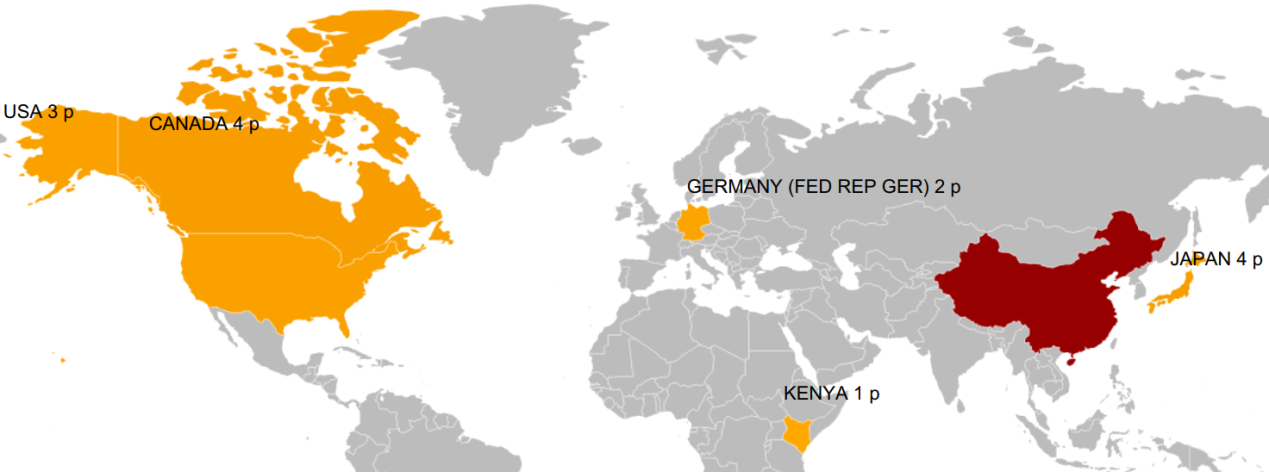 USA 3 p
CANADA 4 p
GERMANY (FED REP GER) 2 p
JAPAN 4 p
KENYA 1 p